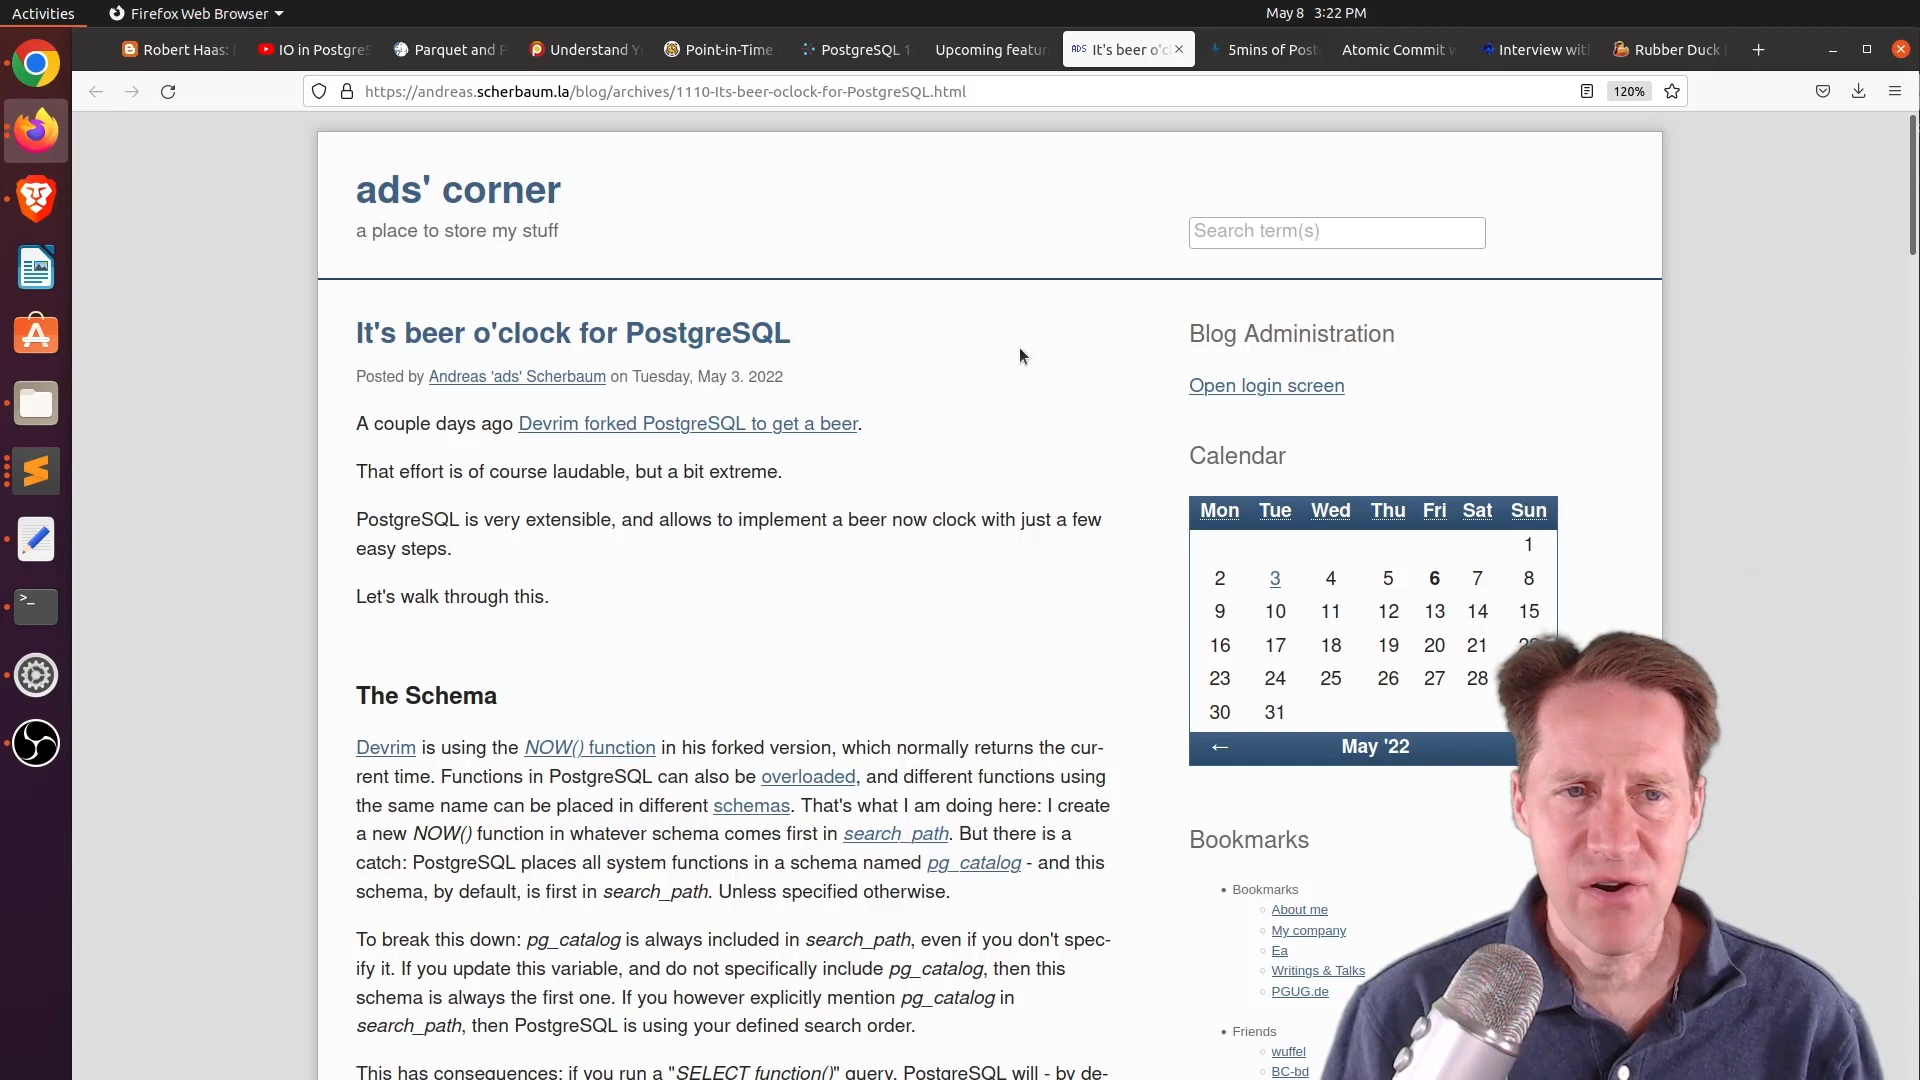 Activities
Firefox Web Browser
May 8 3:22 PM
Robert Haas:
IO in PostgreS
Parquet and P
Understand Y
Point-in-Time
PostgreSQL 1
Upcoming featur
ADS It's beer o'cl
5mins of Post
Atomic Commit w
Interview with
Rubber Duck
https://andreas.scherbaum.la/blog/archives/1110-Its-beer-oclock-for-PostgreSQL.html
120%
ads' corner
a place to store my stuff
Search term(s)
It's beer o'clock for PostgreSQL
Posted by Andreas 'ads' Scherbaum on Tuesday, May 3. 2022
A couple days ago Devrim forked PostgreSQL to get a beer.
That effort is of course laudable, but a bit extreme.
PostgreSQL is very extensible, and allows to implement a beer now clock with just a few
easy steps.
Let's walk through this.
The Schema
Devrim is using the NOW() function in his forked version, which normally returns the cur-
rent time. Functions in PostgreSQL can also be overloaded, and different functions using
the same name can be placed in different schemas. That's what I am doing here: I create
a new NOW() function in whatever schema comes first in search_path. But there is a
catch: PostgreSQL places all system functions in a schema named pg_catalog - and this
schema, by default, is first in search_path. Unless specified otherwise.
To break this down: pg_catalog is always included in search_path, even if you don't spec-
ify it. If you update this variable, and do not specifically include pg_catalog, then this
schema is always the first one. If you however explicitly mention pg_catalog in
search_path, then PostgreSQL is using your defined search order.
This has consequences: if you run a "SELECT function()" query, PostgreSQL will - by de-
Blog Administration
Open login screen
Calendar
Mon Tue Wed Thu Fri Sat Sun
1
2 3 4 5 6 7 8
9 10 11 12 13 14 15
16 17 18 19 20 21 22
23 24 25 26 27 28
30 31
← May '22
Bookmarks
Bookmarks
About me
My company
Ea
Writings & Talks
PGUG.de
Friends
wuffel
BC-bd